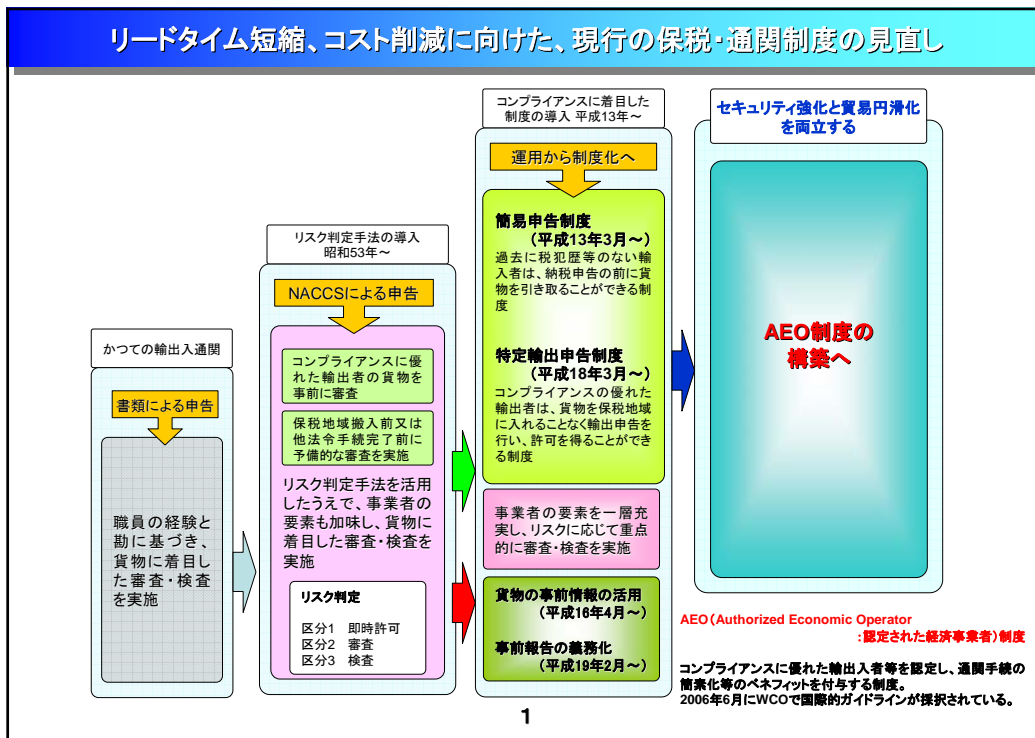 リードタイム短縮、コスト削減に向けた、現行の保税・通関制度の見直し
かつての輸出入通関
書類による申告
職員の経験と
勘に基づき、
貨物に着目し
た審査・検査
を実施
リスク判定手法の導入
昭和53年～
NACCSによる申告
コンプライアンスに優
れた輸出者の貨物を
事前に審査
保税地域搬入前又は
他法令手続完了前に
予備的な審査を実施
リスク判定手法を活用
したうえで、事業者の
要素も加味し、貨物に
着目した審査・検査を
実施
リスク判定
区分1 即時許可
区分2 審査
区分3 検査
コンプライアンスに着目した
制度の導入 平成13年～
運用から制度化へ
簡易申告制度
（平成13年3月～）
過去に税犯歴等のない輸
入者は、納税申告の前に貨
物を引き取ることができる制
度
特定輸出申告制度
（平成18年3月～）
コンプライアンスの優れた
輸出者は、貨物を保税地域
に入れることなく輸出申告を
行い、許可を得ることができ
る制度
事業者の要素を一層充
実し、リスクに応じて重点
的に審査・検査を実施
貨物の事前情報の活用
（平成16年4月～）
事前報告の義務化
（平成19年2月～）
セキュリティ強化と貿易円滑化
を両立する
AEO制度の
構築へ
AEO（Authorized Economic Operator
：認定された経済事業者）制度
コンプライアンスに優れた輸出入者等を認定し、通関手続の
簡素化等のベネフィットを付与する制度。
2006年6月にWCOで国際的ガイドラインが採択されている。
1